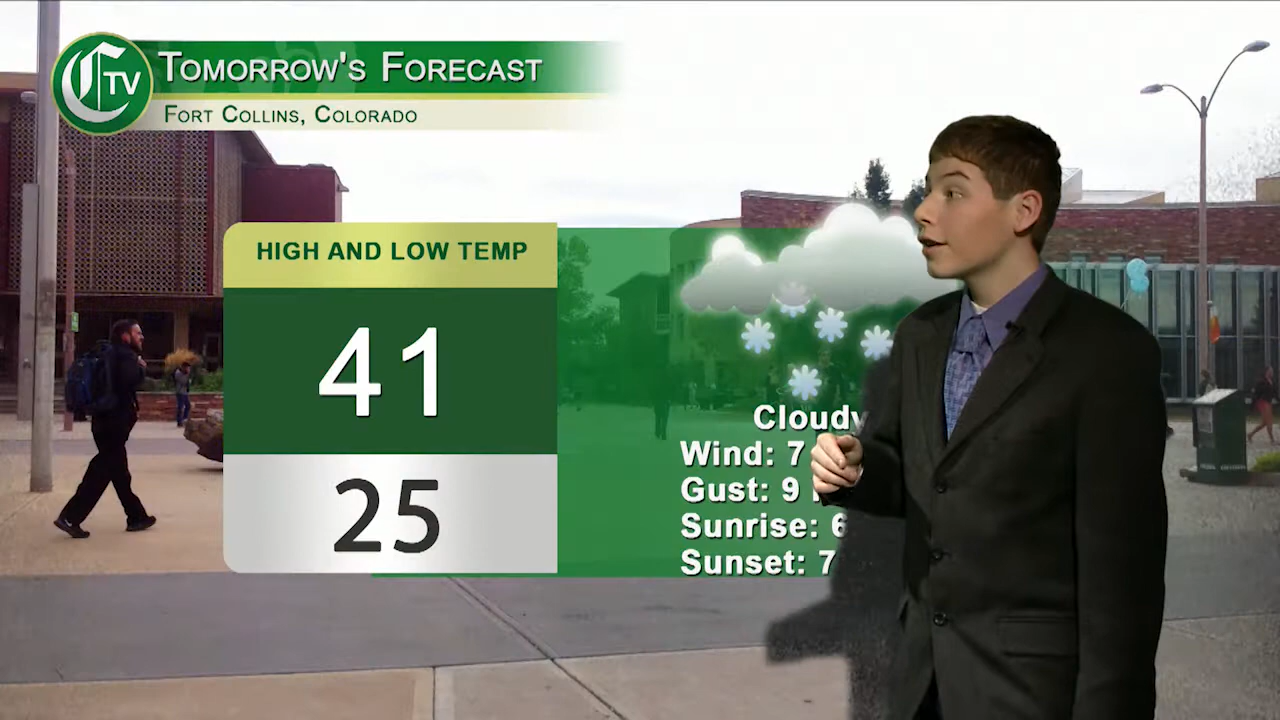 CTV
TOMORROW'S FORECAST
FORT COLLINS, COLORADO
HIGH AND LOW TEMP
41
25
Cloudy
Wind: 7
Gust: 9
Sunrise: 6
Sunset: 7